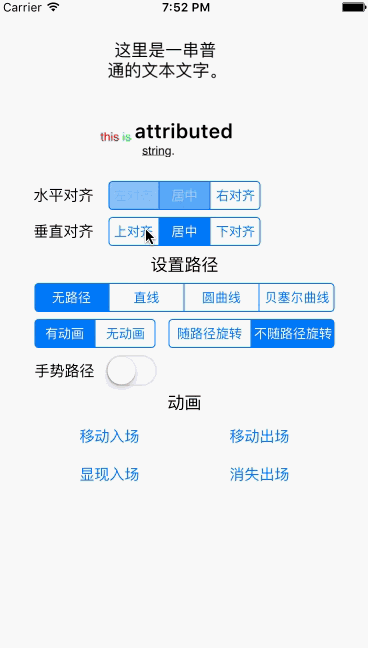 Carrier 7:52 PM
这里是一串普
通的文本文字。
this is attributed
string.
水平对齐 左对齐 居中 右对齐
垂直对齐 上对齐 居中 下对齐
设置路径
无路径 直线 圆曲线 贝塞尔曲线
有动画 无动画 随路径旋转 不随路径旋转
手势路径
动画
移动入场 移动出场
显现入场 消失出场